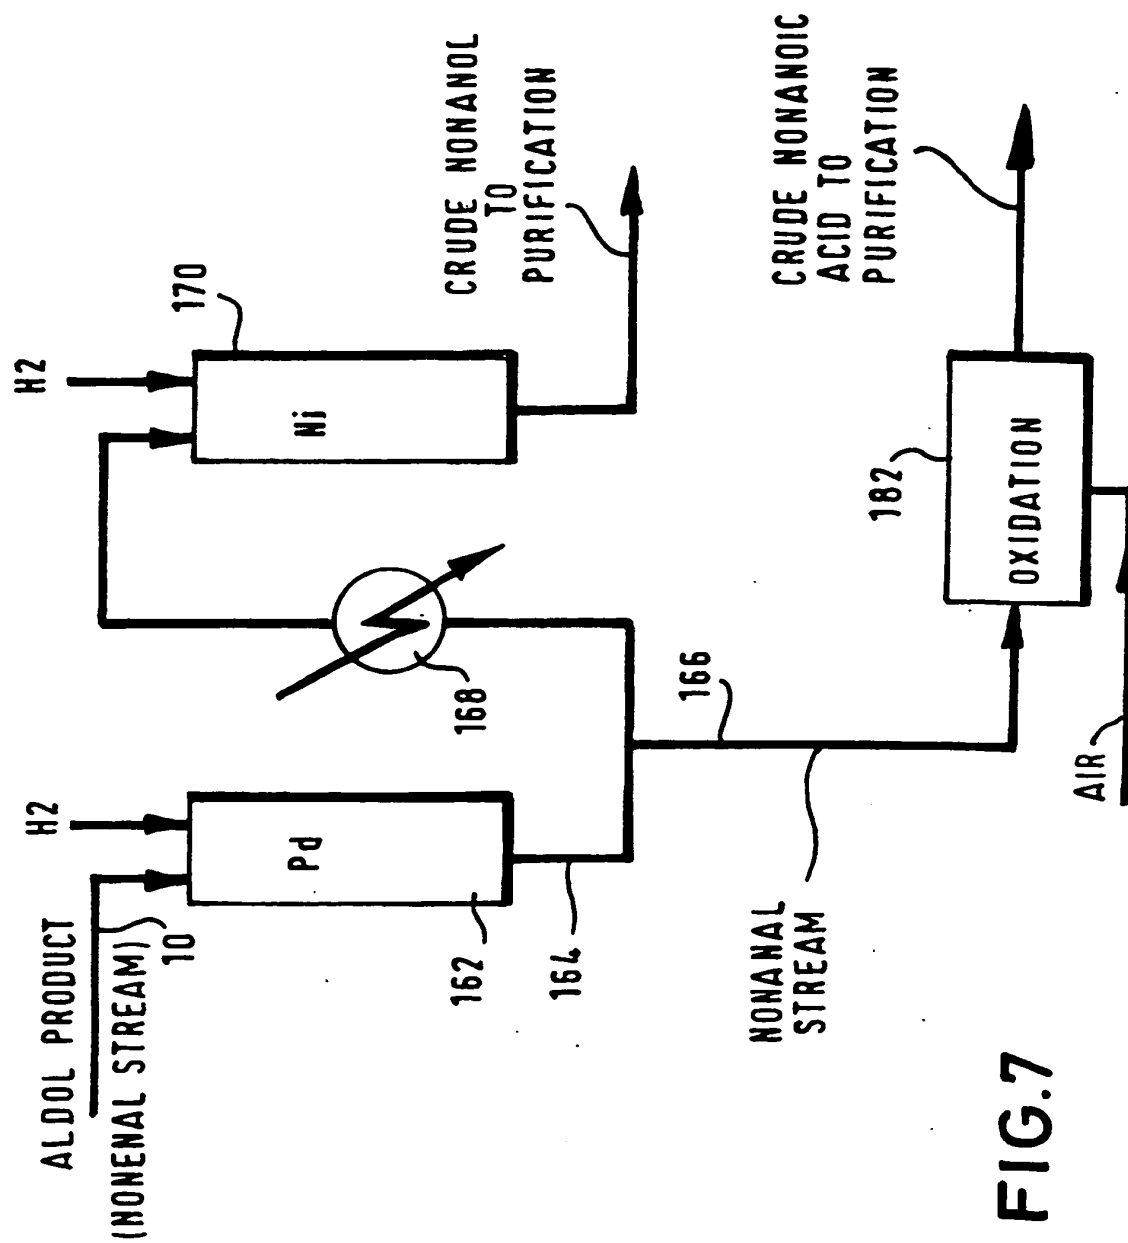 ALDOL PRODUCT
(NONENAL STREAM)
10
H2
Pd
162
164
168
H2
170
Ni
CRUDE NONANOL
TO
PURIFICATION
166
NONANAL
STREAM
182
OXIDATION
AIR
CRUDE NONANOIC
ACID TO
PURIFICATION
FIG.7